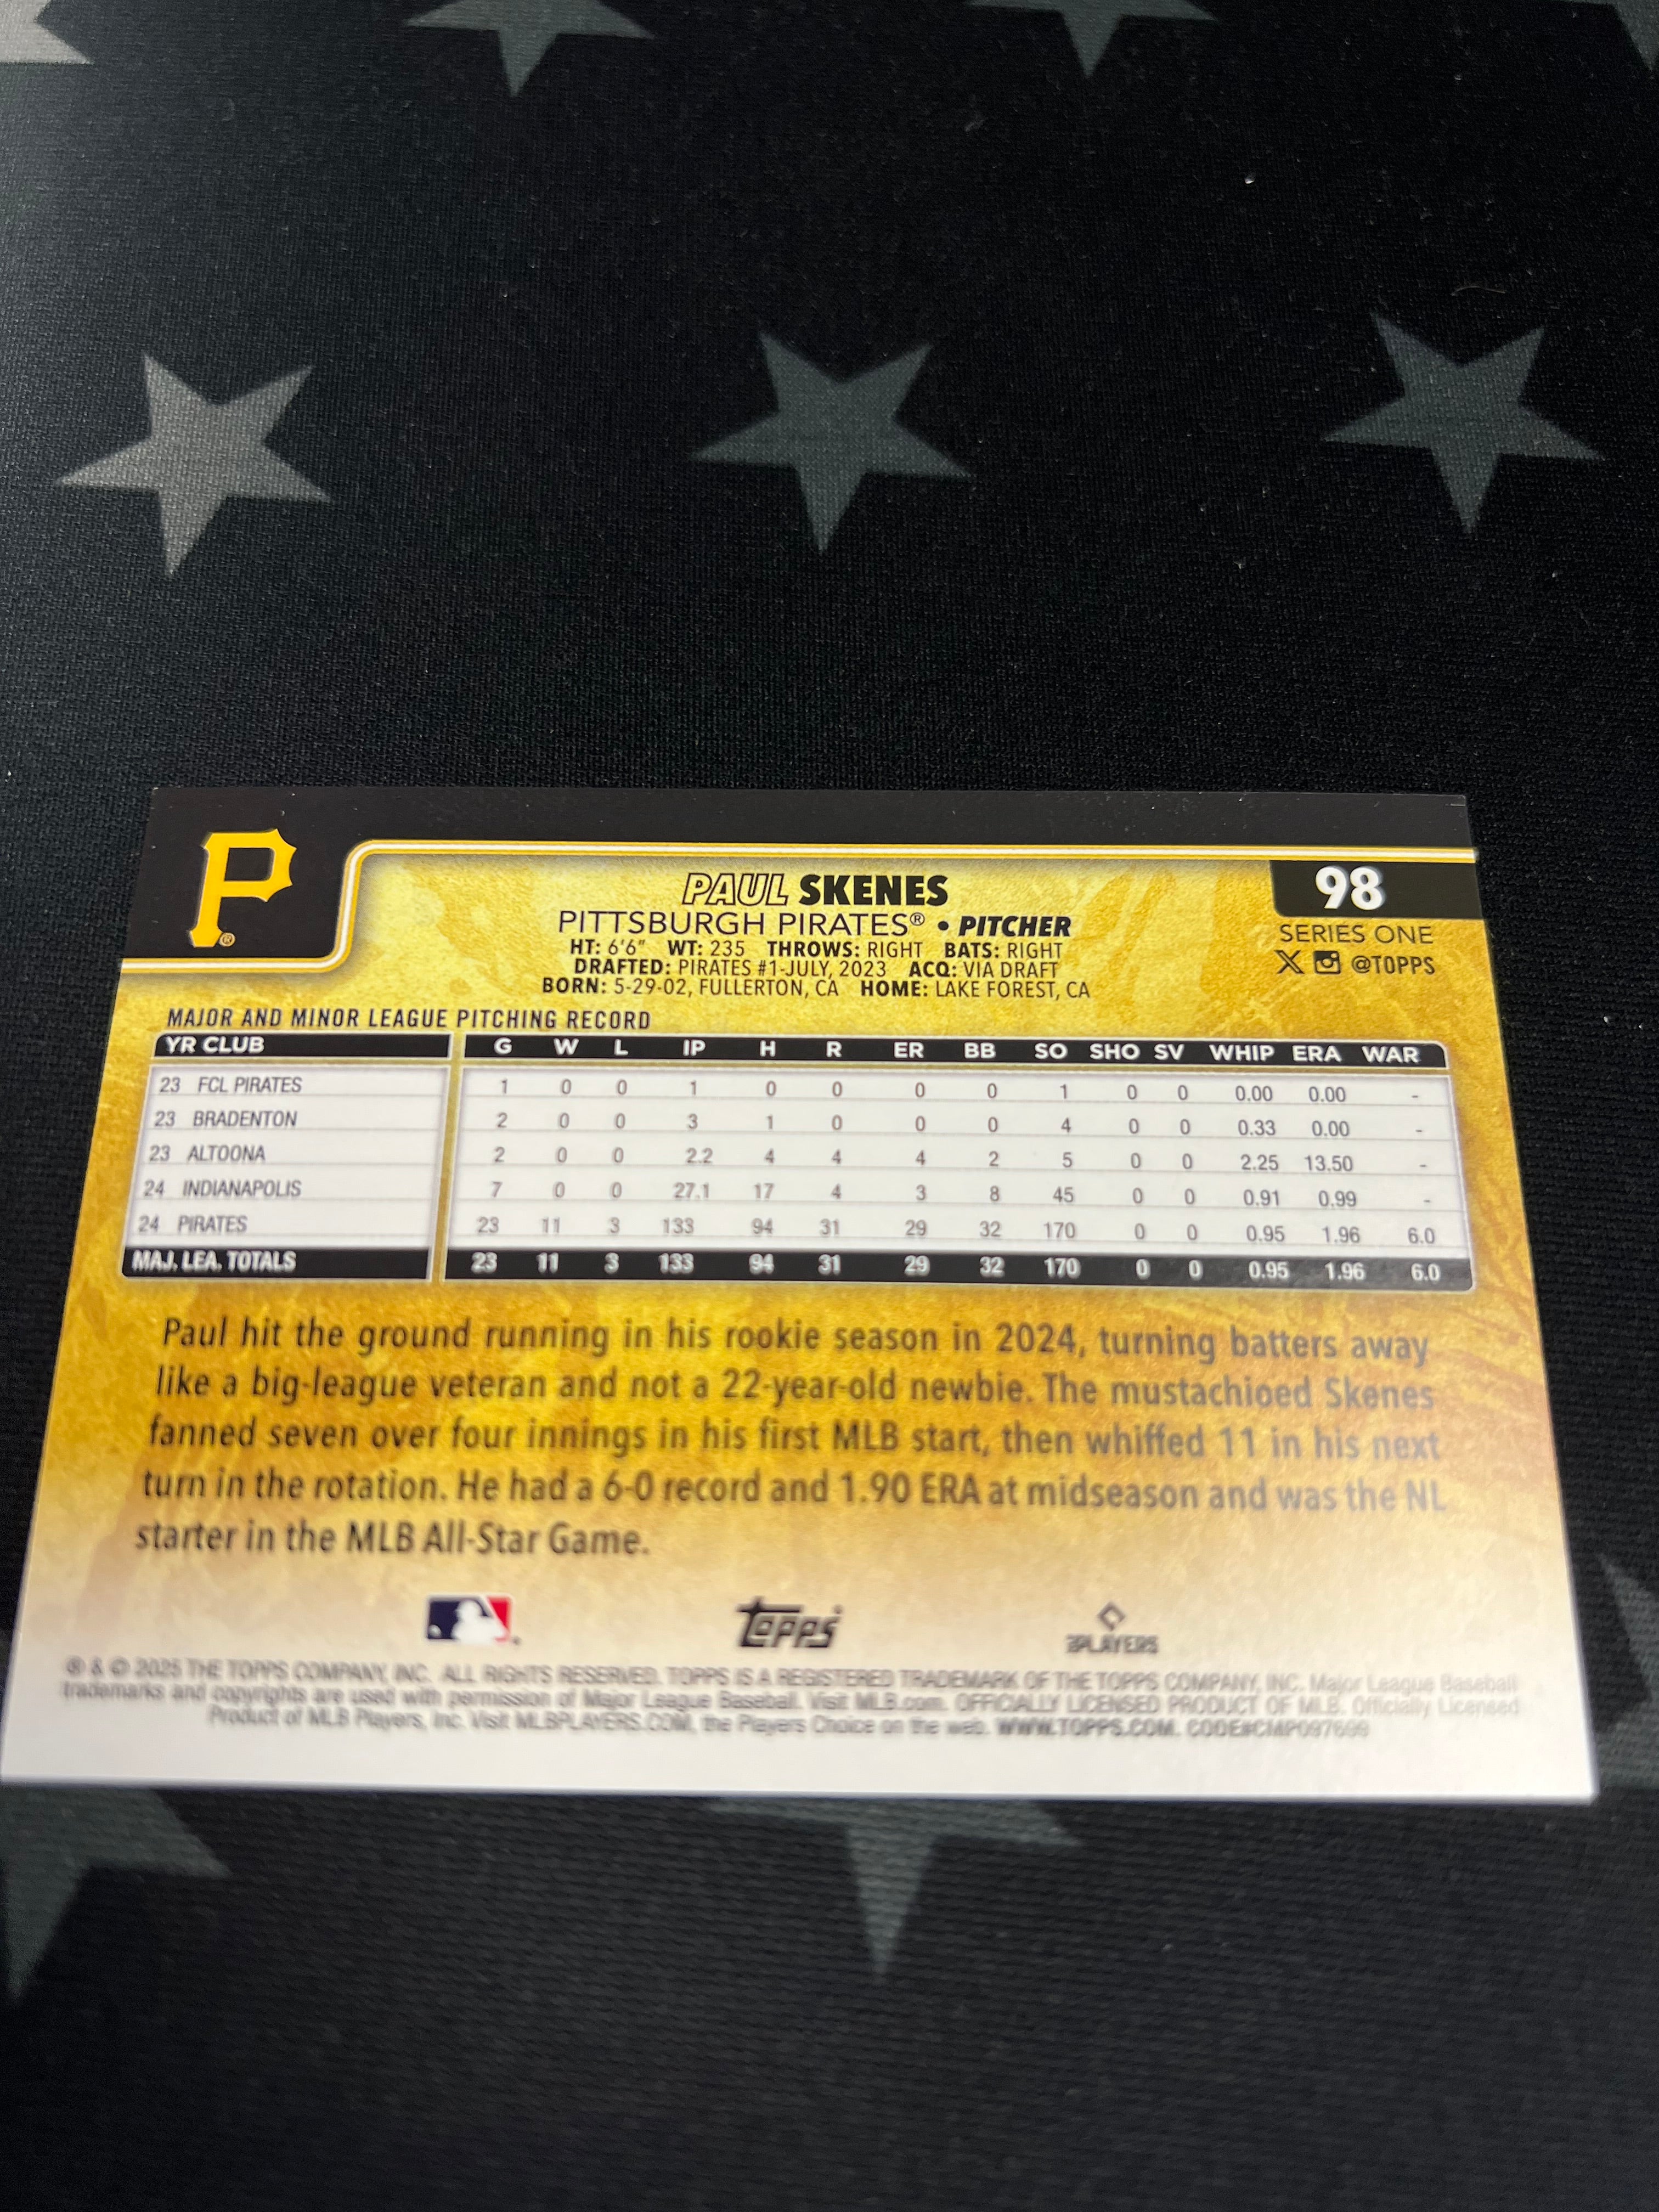 P®
PAUL SKENES
PITTSBURGH PIRATES® • PITCHER
HT: 6'6" WT: 235 THROWS: RIGHT BATS: RIGHT
DRAFTED: PIRATES #1-JULY, 2023 ACQ: VIA DRAFT
BORN: 5-29-02, FULLERTON, CA HOME: LAKE FOREST, CA
98
SERIES ONE
X @TOPPS
MAJOR AND MINOR LEAGUE PITCHING RECORD
YR CLUB G W L IP H R ER BB SO SHO SV WHIP ERA WAR
23 FCL PIRATES 1 0 0 1 0 0 0 0 1 0 0 0.00 0.00 -
23 BRADENTON 2 0 0 3 1 0 0 0 4 0 0 0.33 0.00 -
23 ALTOONA 2 0 0 2.2 4 4 4 2 5 0 0 2.25 13.50 -
24 INDIANAPOLIS 7 0 0 27.1 17 4 3 8 45 0 0 0.91 0.99 -
24 PIRATES 23 11 3 133 94 31 29 32 170 0 0 0.95 1.96 6.0
MAJ. LEA. TOTALS 23 11 3 133 94 31 29 32 170 0 0 0.95 1.96 6.0
Paul hit the ground running in his rookie season in 2024, turning batters away
like a big-league veteran and not a 22-year-old newbie. The mustachioed Skenes
fanned seven over four innings in his first MLB start, then whiffed 11 in his next
turn in the rotation. He had a 6-0 record and 1.90 ERA at midseason and was the NL
starter in the MLB All-Star Game.
Topps
PLAYERS
® & © 2025 THE TOPPS COMPANY, INC. ALL RIGHTS RESERVED. TOPPS IS A REGISTERED TRADEMARK OF THE TOPPS COMPANY, INC. Major League Baseball
trademarks and copyrights are used with permission of Major League Baseball. Visit MLB.com. OFFICIALLY LICENSED PRODUCT OF MLB. Officially Licensed
Product of MLB Players, Inc. Visit MLBPLAYERS.COM, the Players Choice on the web. WWW.TOPPS.COM. CODE#CMP097699